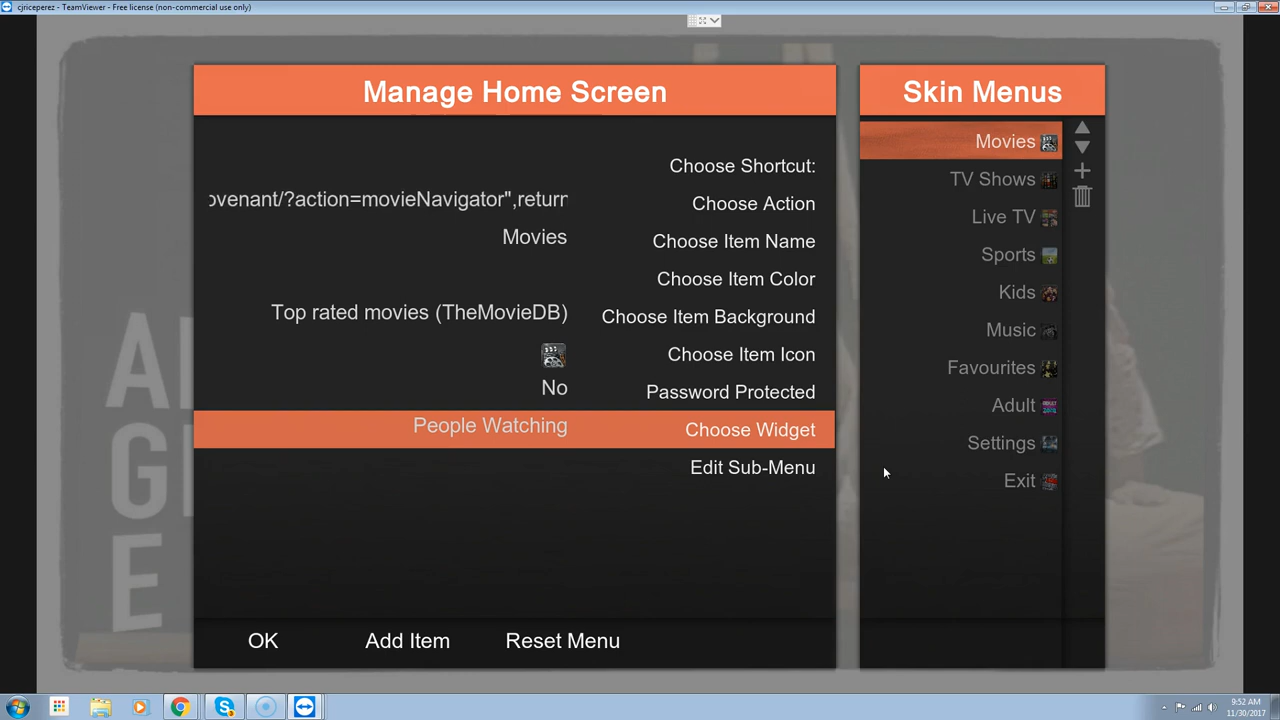 cjriceperez - TeamViewer - Free license (non-commercial use only)
Manage Home Screen
Choose Shortcut:
ovenant/?action=movieNavigator",return
Choose Action
Movies
Choose Item Name
Choose Item Color
Top rated movies (TheMovieDB)
Choose Item Background
Choose Item Icon
No
Password Protected
People Watching
Choose Widget
Edit Sub-Menu
OK
Add Item
Reset Menu
Skin Menus
Movies
TV Shows
Live TV
Sports
Kids
Music
Favourites
Adult
Settings
Exit
A
G
E
9:52 AM
11/30/2017